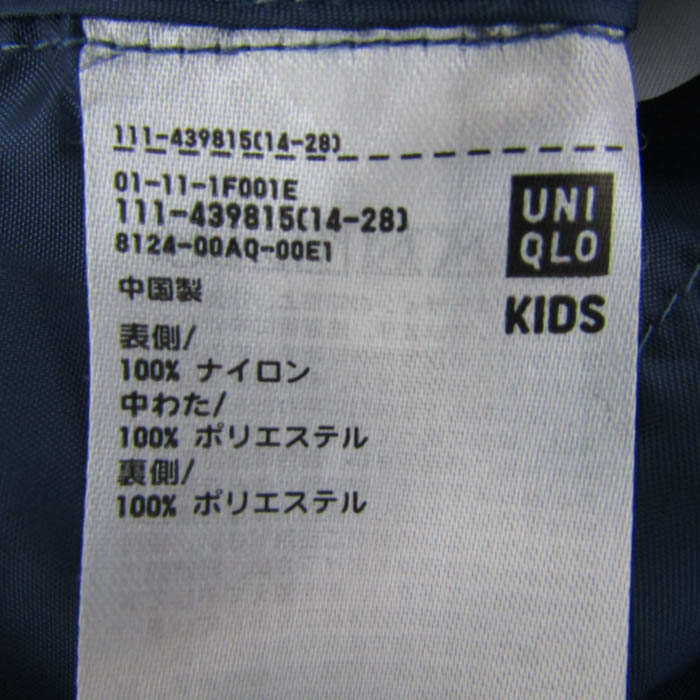 111-439815(14-28)
01-11-1F001E
111-439815(14-28)
8124-00AQ-00E1
中国製
表側/
100% ナイロン
中わた/
100% ポリエステル
裏側/
100% ポリエステル
UNI
QLO
KIDS